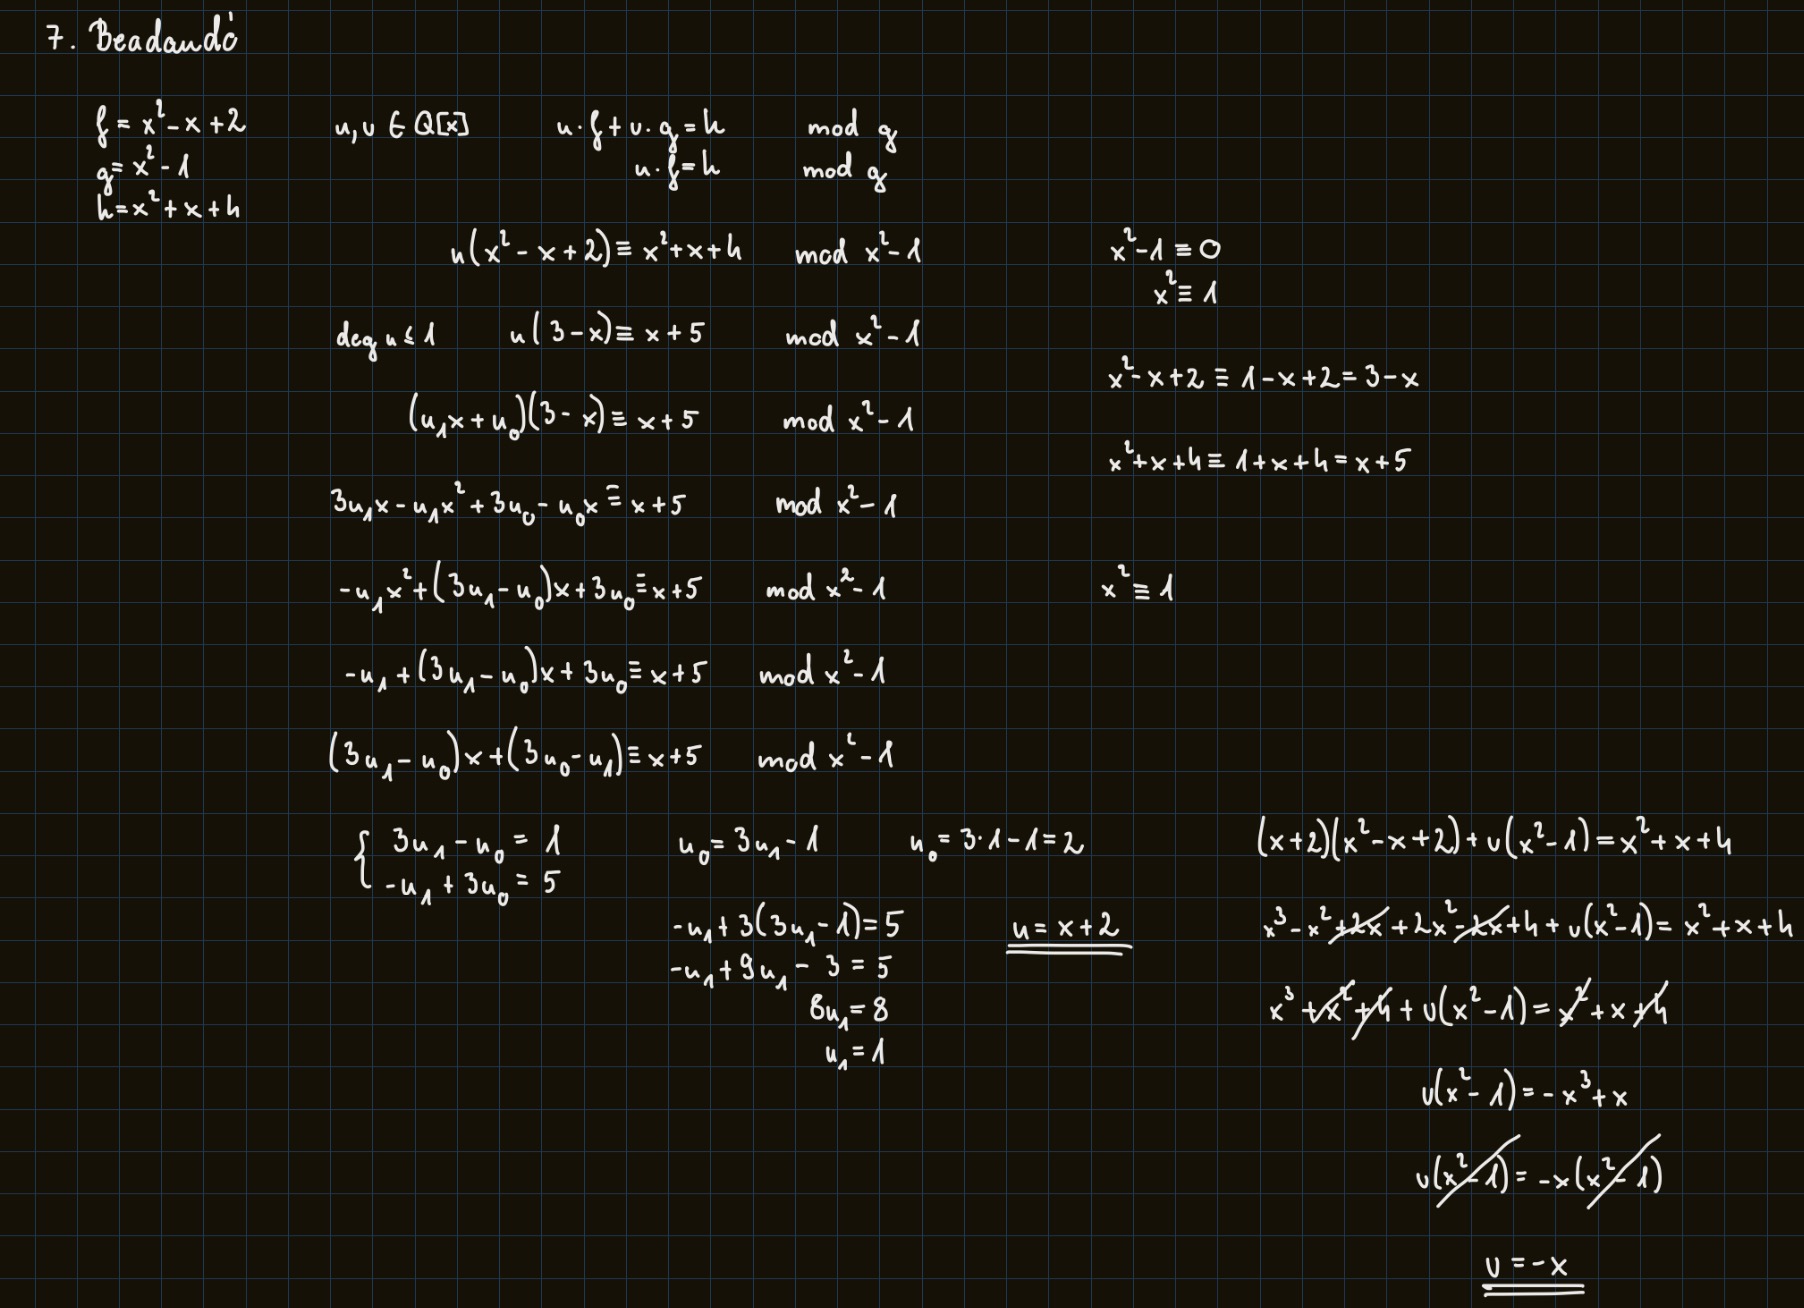 7. Beadandó
f = x² - x + 2    u, v ∈ Q[x]    u · f + v · g = h    mod g
g = x² - 1    u · f = h    mod g
h = x² + x + 4
u(x² - x + 2) ≡ x² + x + 4    mod x² - 1    x² - 1 ≡ 0
x² ≡ 1
deg u ≤ 1    u(3 - x) ≡ x + 5    mod x² - 1
x² - x + 2 ≡ 1 - x + 2 = 3 - x
(u₁x + u₀)(3 - x) ≡ x + 5    mod x² - 1
x² + x + 4 ≡ 1 + x + 4 = x + 5
3u₁x - u₁x² + 3u₀ - u₀x ≡ x + 5    mod x² - 1
-u₁x² + (3u₁ - u₀)x + 3u₀ ≡ x + 5    mod x² - 1    x² ≡ 1
-u₁ + (3u₁ - u₀)x + 3u₀ ≡ x + 5    mod x² - 1
(3u₁ - u₀)x + (3u₀ - u₁) ≡ x + 5    mod x² - 1
{ 3u₁ - u₀ = 1    u₀ = 3u₁ - 1    u₀ = 3 · 1 - 1 = 2    (x + 2)(x² - x + 2) + v(x² - 1) = x² + x + 4
-u₁ + 3u₀ = 5
-u₁ + 3(3u₁ - 1) = 5    u = x + 2    x³ - x² + 2x + 2x² - 2x + 4 + v(x² - 1) = x² + x + 4
-u₁ + 9u₁ - 3 = 5
8u₁ = 8    x³ + x² + 4 + v(x² - 1) = x² + x + 4
u₁ = 1
v(x² - 1) = -x³ + x
v(x² - 1) = -x(x² - 1)
v = -x